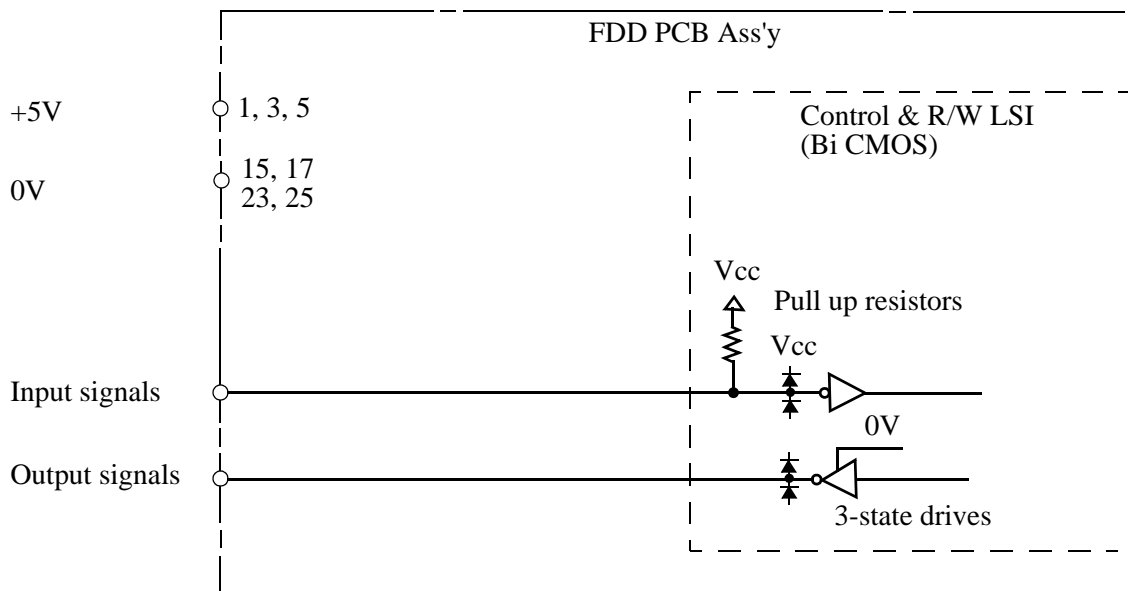 FDD PCB Ass'y
+5V
1, 3, 5
Control & R/W LSI
(Bi CMOS)
0V
15, 17
23, 25
Vcc
Pull up resistors
Vcc
Input signals
0V
Output signals
3-state drives